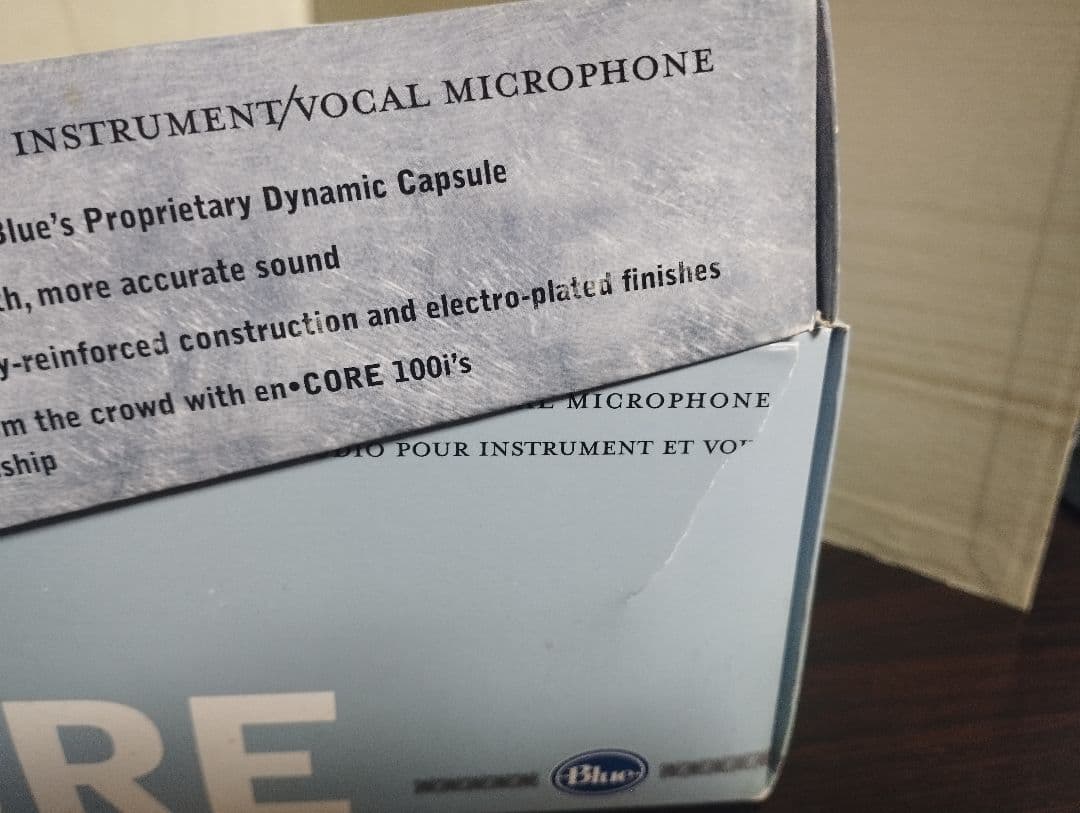 INSTRUMENT/VOCAL MICROPHONE
Blue's Proprietary Dynamic Capsule
more accurate sound
y-reinforced construction and electro-plated finishes
m the crowd with en•CORE 100i's
ship
MICROPHONE
POUR INSTRUMENT ET
RE
Blue